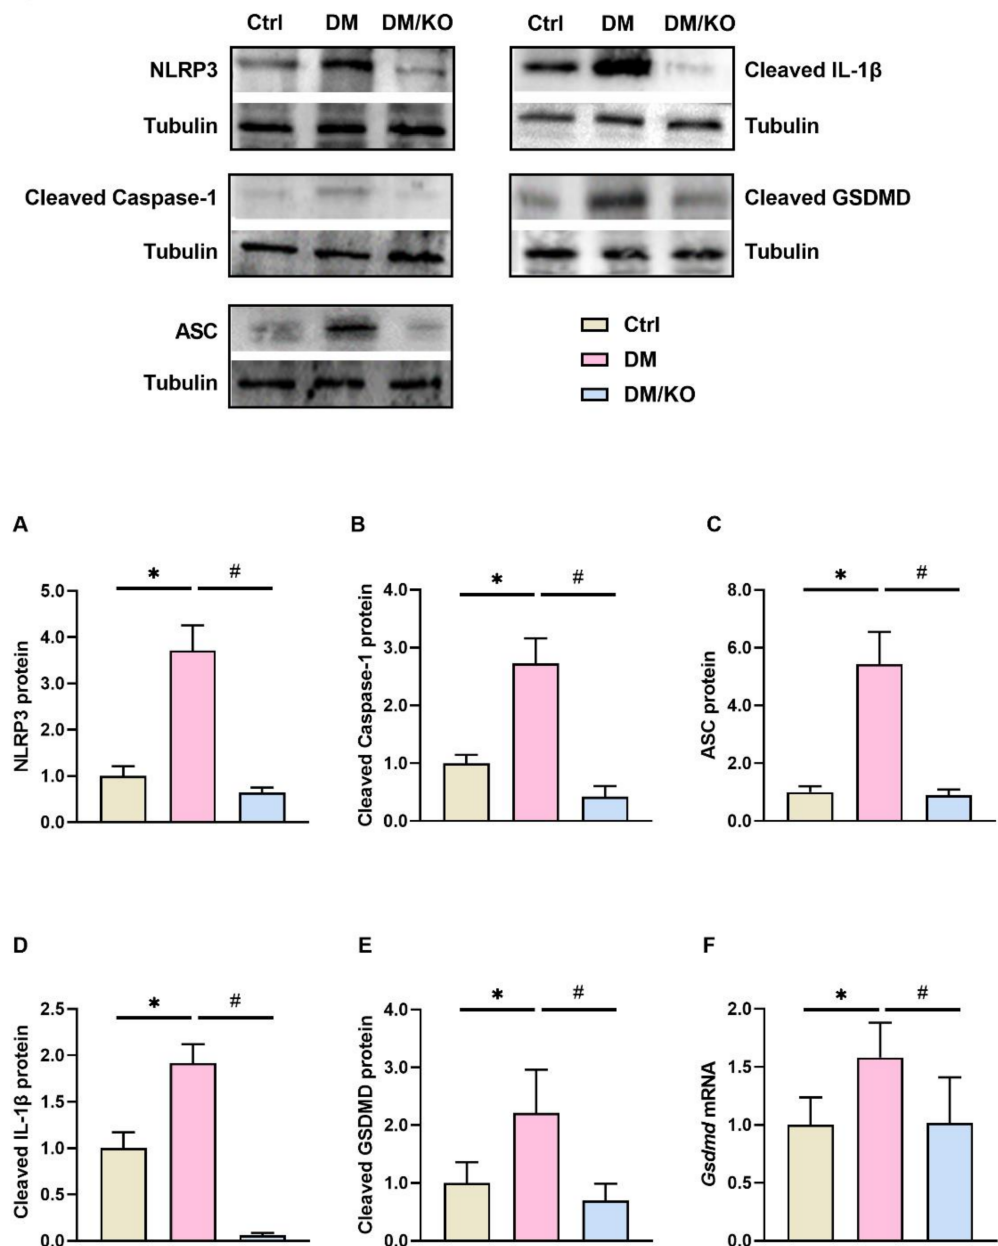 Ctrl DM DM/KO Ctrl DM DM/KO
NLRP3 Cleaved IL-1β
Tubulin Tubulin
Cleaved Caspase-1 Cleaved GSDMD
Tubulin Tubulin
ASC
Tubulin
Ctrl
DM
DM/KO
A
* #
NLRP3 protein
5.0
4.0
3.0
2.0
1.0
0.0
B
* #
Cleaved Caspase-1 protein
4.0
3.0
2.0
1.0
0.0
C
* #
ASC protein
8.0
6.0
4.0
2.0
0.0
D
* #
Cleaved IL-1β protein
2.5
2.0
1.5
1.0
0.5
0.0
E
* #
Cleaved GSDMD protein
4.0
3.0
2.0
1.0
0.0
F
* #
Gsdmd mRNA
2.0
1.5
1.0
0.5
0.0